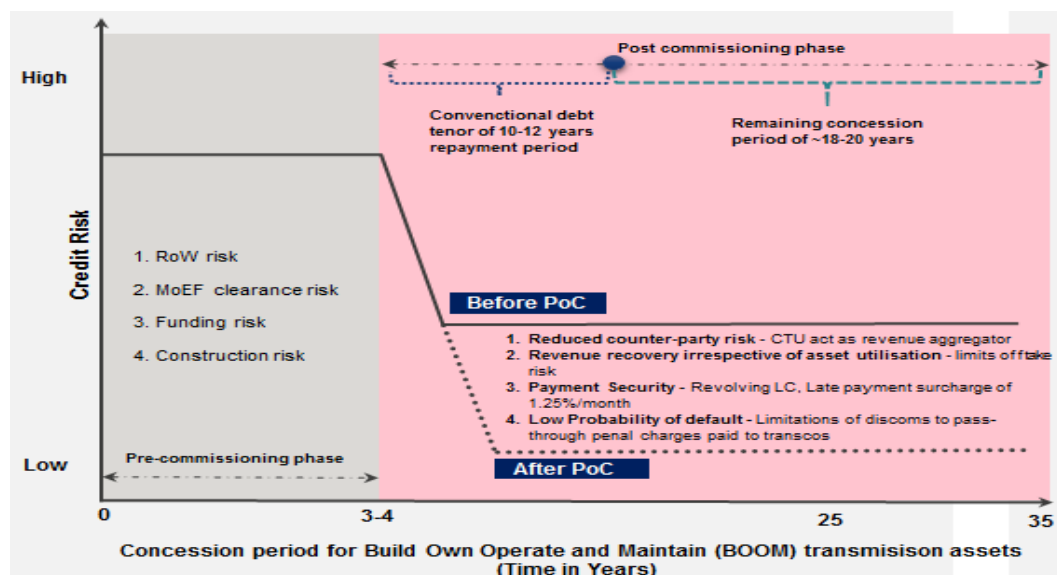 Post commissioning phase
High
Convenctional debt
tenor of 10-12 years
repayment period
Remaining concession
period of ~18-20 years
Credit Risk
1. RoW risk
2. MoEF clearance risk
3. Funding risk
4. Construction risk
Before PoC
1. Reduced counter-party risk - CTU act as revenue aggregator
2. Revenue recovery irrespective of asset utilisation - limits offtake
risk
3. Payment Security - Revolving LC, Late payment surcharge of
1.25%/month
4. Low Probability of default - Limitations of discoms to pass-
through penal charges paid to transcos
Pre-commissioning phase
Low
After PoC
0
3-4
25
35
Concession period for Build Own Operate and Maintain (BOOM) transmisison assets
(Time in Years)